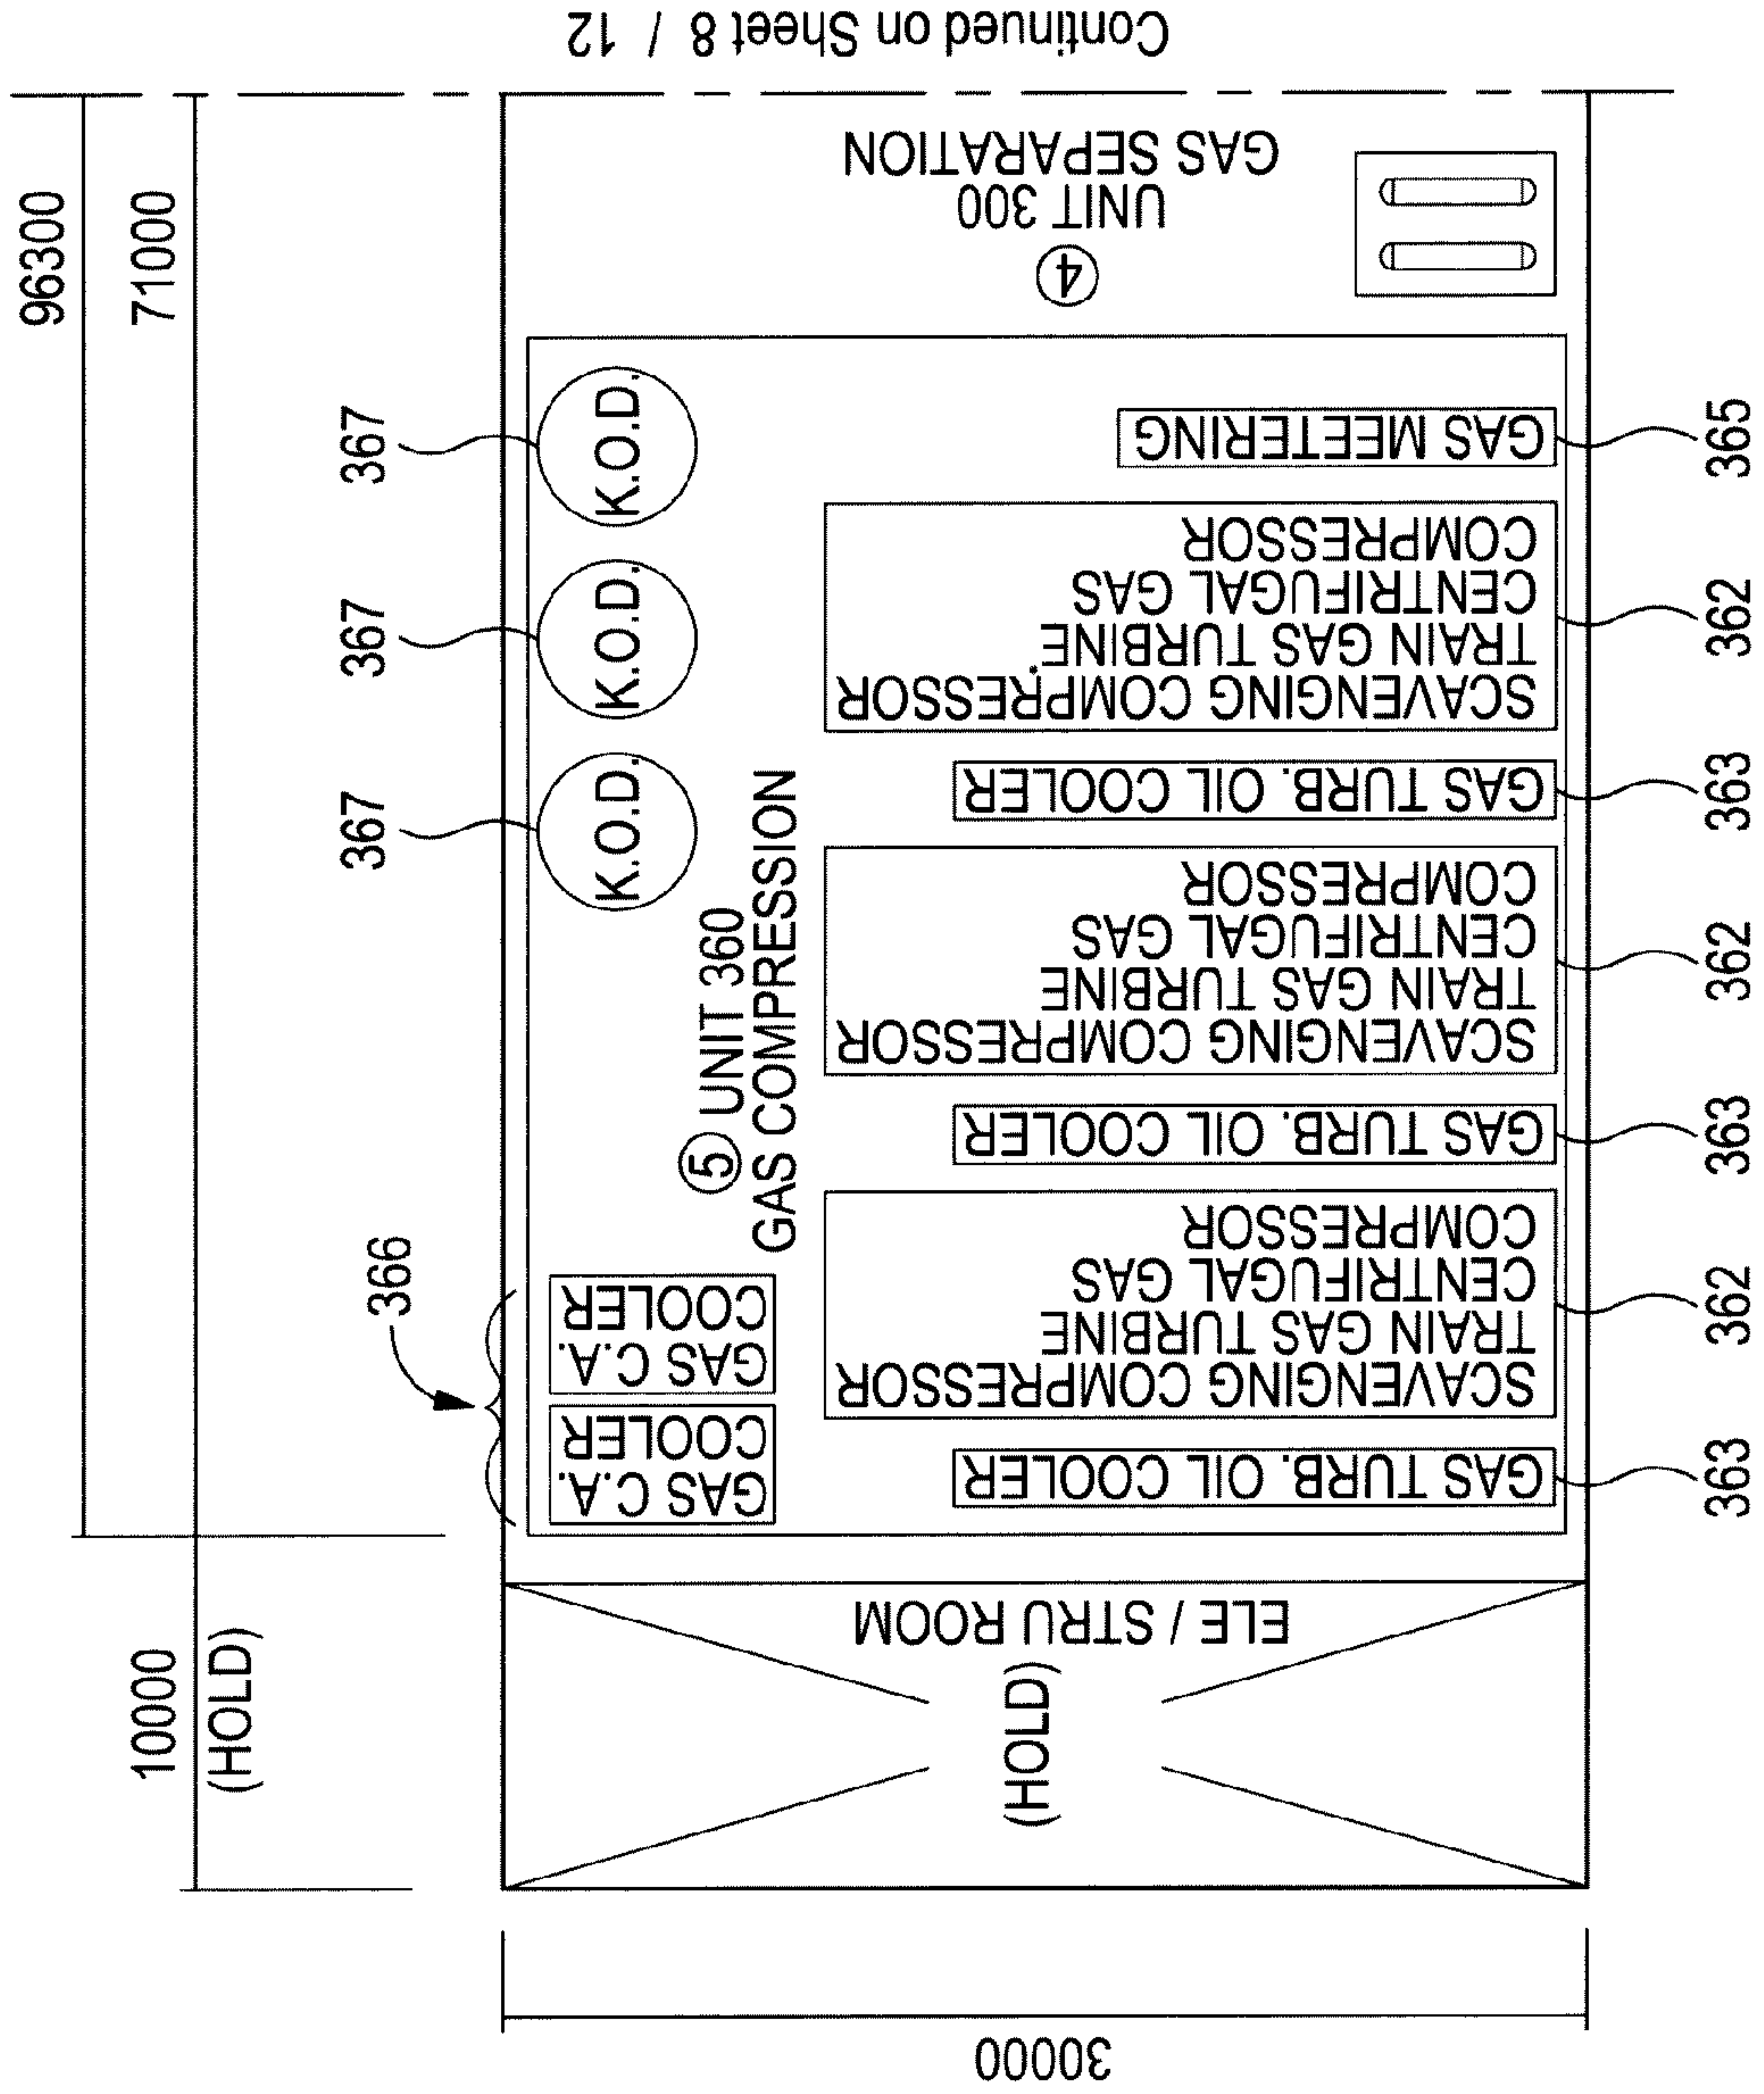 Continued on Sheet 8 / 12
96300
71000
10000
(HOLD)
30000
UNIT 300
GAS SEPARATION
4
367
367
367
K.O.D.
K.O.D.
K.O.D.
5 UNIT 360
GAS COMPRESSION
366
GAS C.A.
COOLER
GAS C.A.
COOLER
GAS MEETERING
365
SCAVENGING COMPRESSOR
TRAIN GAS TURBINE
CENTRIFUGAL GAS
COMPRESSOR
362
GAS TURB. OIL COOLER
363
SCAVENGING COMPRESSOR
TRAIN GAS TURBINE
CENTRIFUGAL GAS
COMPRESSOR
362
GAS TURB. OIL COOLER
363
SCAVENGING COMPRESSOR
TRAIN GAS TURBINE
CENTRIFUGAL GAS
COMPRESSOR
362
GAS TURB. OIL COOLER
363
ELE / STRU ROOM
(HOLD)